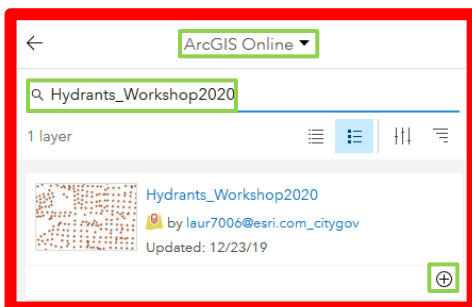 ArcGIS Online
Hydrants_Workshop2020
1 layer
Hydrants_Workshop2020
by laur7006@esri.com_citygov
Updated: 12/23/19